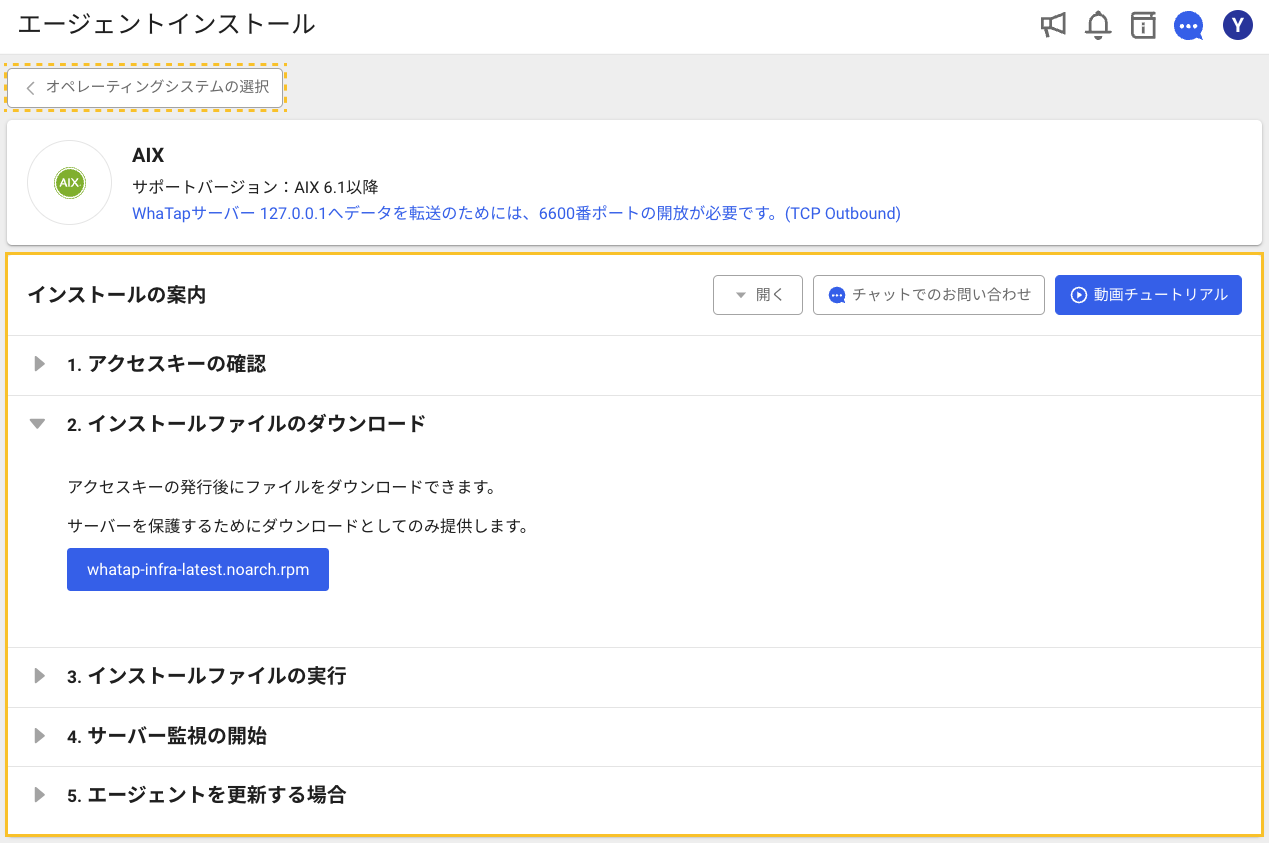 エージェントインストール
Y
オペレーティングシステムの選択
AIX
AIX
サポートバージョン：AIX 6.1以降
WhaTapサーバー 127.0.0.1へデータを転送のためには、6600番ポートの開放が必要です。(TCP Outbound)
インストールの案内
開く
チャットでのお問い合わせ
動画チュートリアル
1. アクセスキーの確認
2. インストールファイルのダウンロード
アクセスキーの発行後にファイルをダウンロードできます。
サーバーを保護するためにダウンロードとしてのみ提供します。
whatap-infra-latest.noarch.rpm
3. インストールファイルの実行
4. サーバー監視の開始
5. エージェントを更新する場合